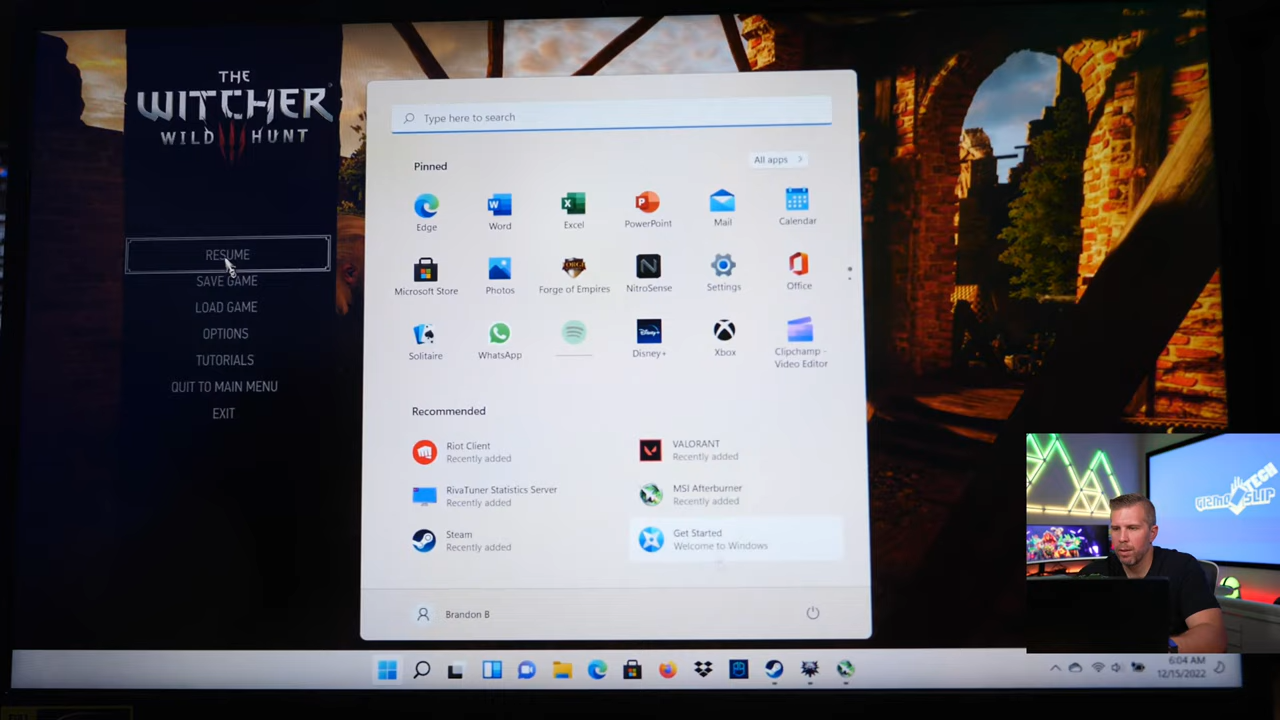 THE
WITCHER
WILD HUNT
RESUME
SAVE GAME
LOAD GAME
OPTIONS
TUTORIALS
QUIT TO MAIN MENU
EXIT
Type here to search
Pinned
All apps
Edge
Word
Excel
PowerPoint
Mail
Calendar
Microsoft Store
Photos
Forge of Empires
NitroSense
Settings
Office
Solitaire
WhatsApp
Disney+
Xbox
Clipchamp -
Video Editor
Recommended
Riot Client
Recently added
VALORANT
Recently added
RivaTuner Statistics Server
Recently added
MSI Afterburner
Recently added
Steam
Recently added
Get Started
Welcome to Windows
Brandon B
6:04 AM
12/15/2022
GIZMO
TECH
SLIP